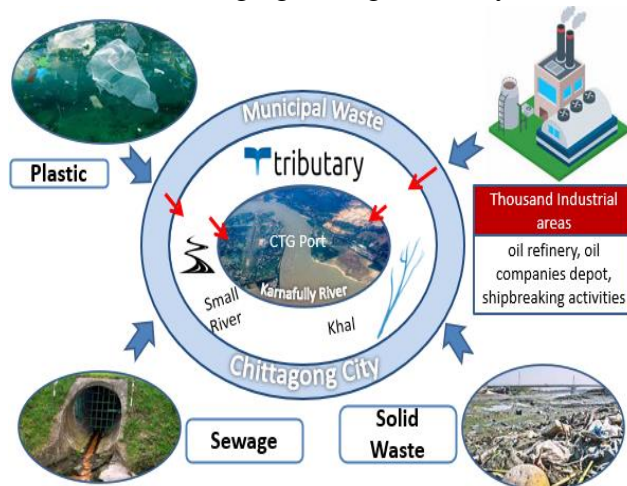 Municipal Waste
Plastic
tributary
CTG Port
Karnafully River
Small
River
Khal
Chittagong City
Thousand Industrial
areas
oil refinery, oil
companies depot,
shipbreaking activities
Sewage
Solid
Waste